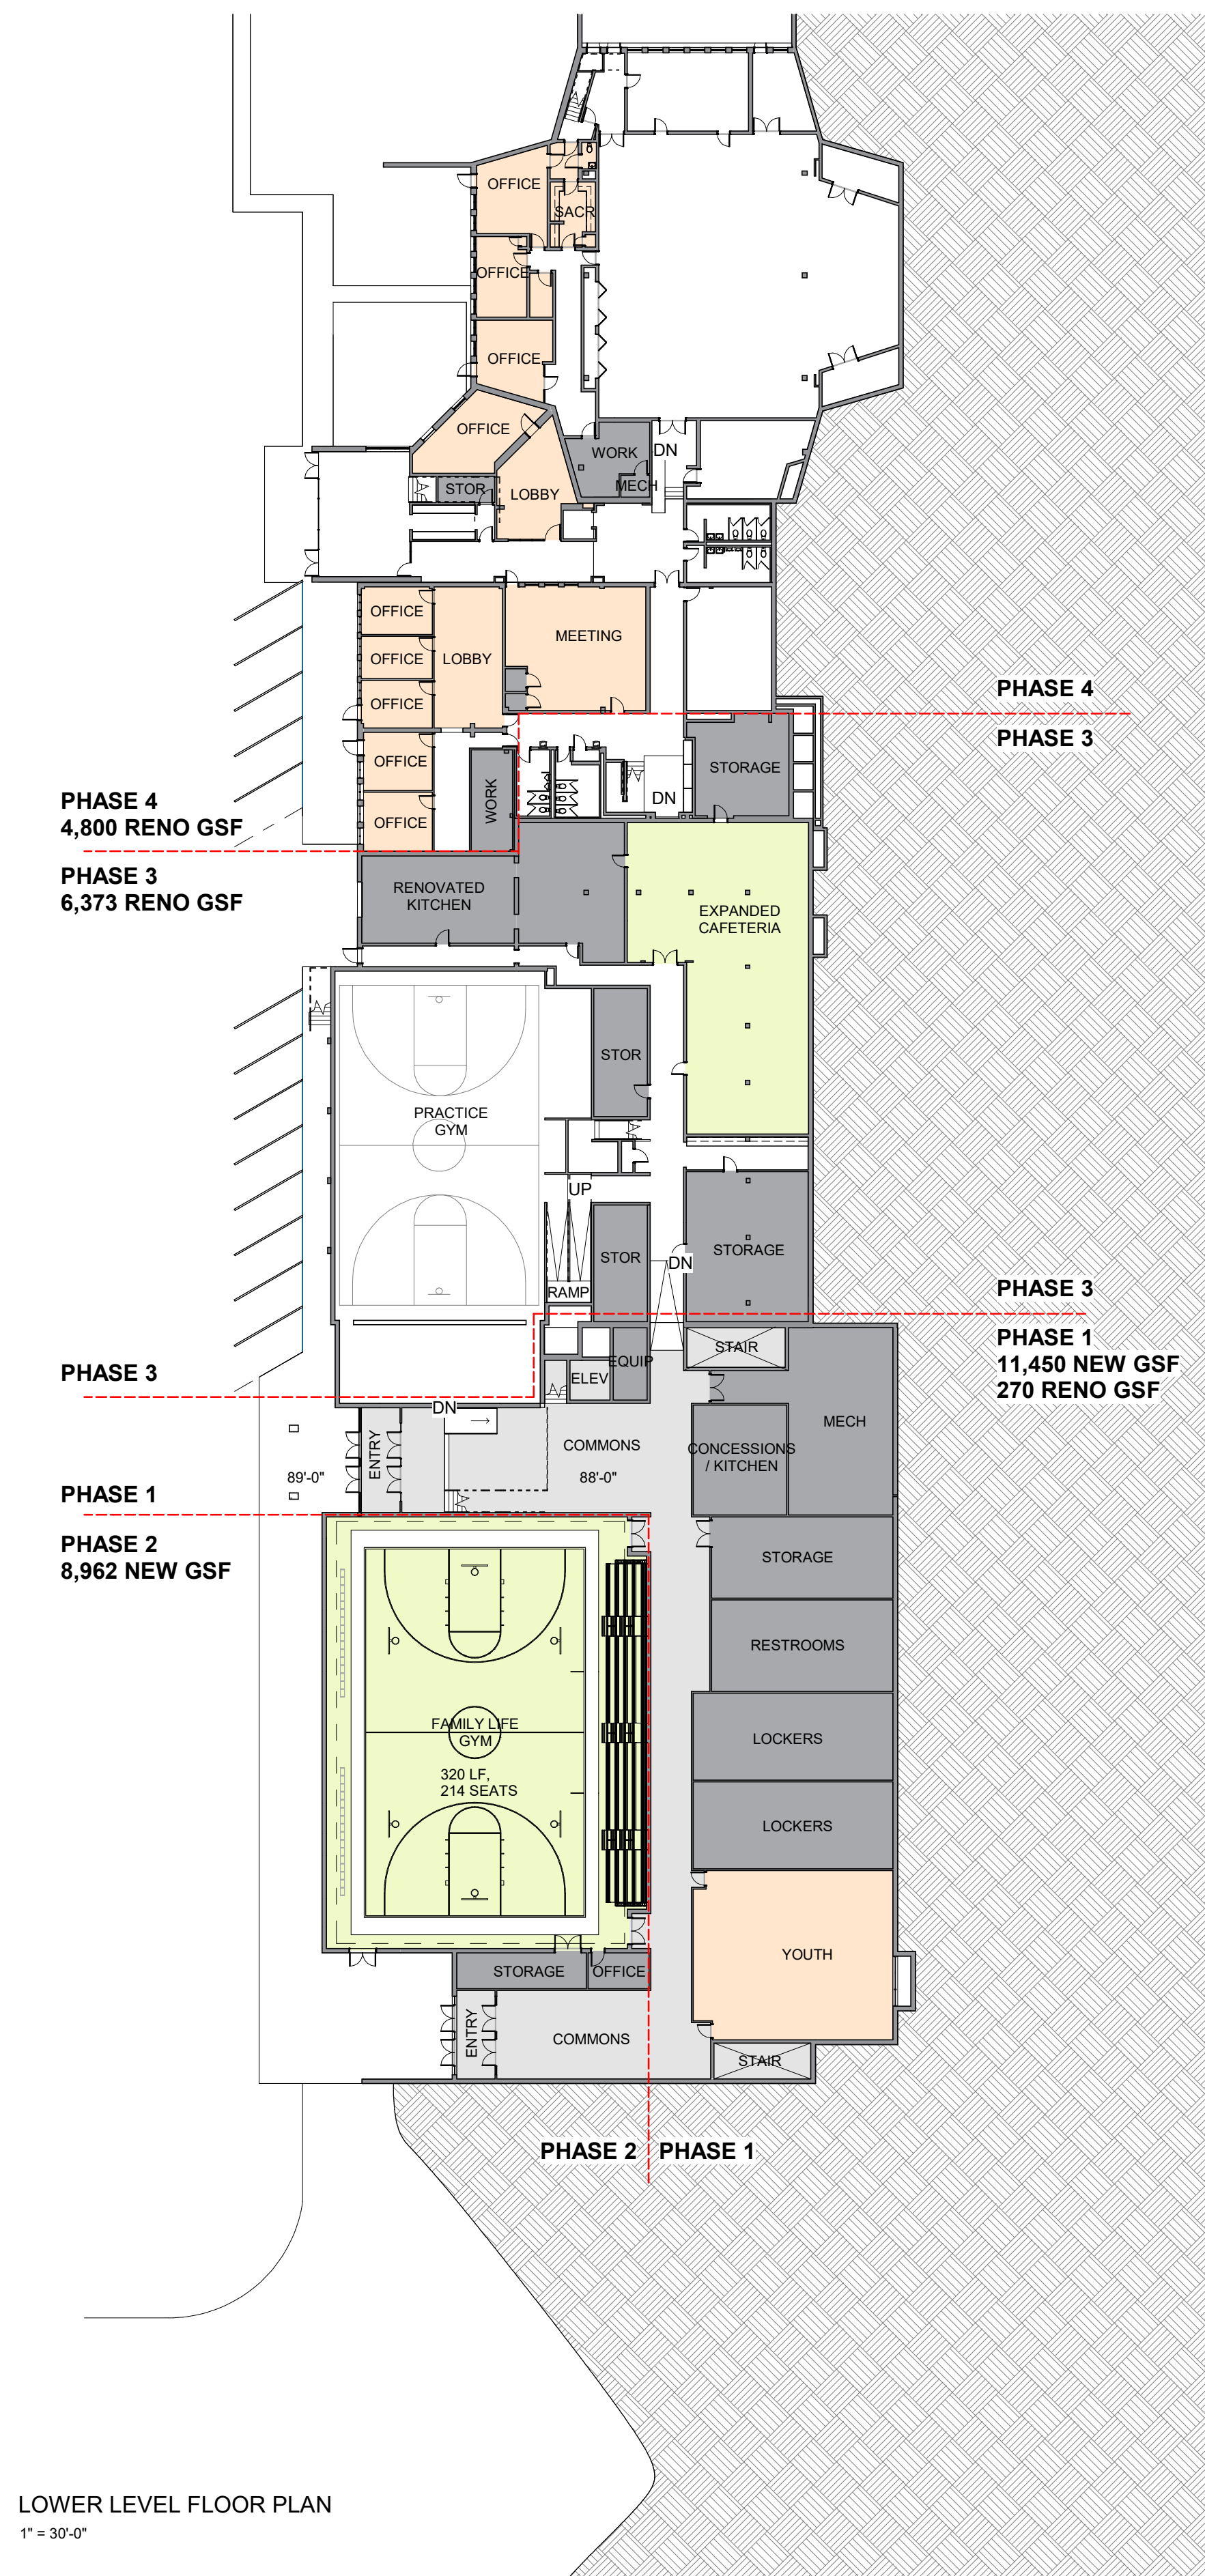 OFFICE
SACR
OFFICE
OFFICE
OFFICE
WORK
DN
MECH
STOR
LOBBY
OFFICE
MEETING
OFFICE
LOBBY
OFFICE
PHASE 4
PHASE 3
OFFICE
STORAGE
WORK
DN
PHASE 4
4,800 RENO GSF
OFFICE
PHASE 3
6,373 RENO GSF
RENOVATED
KITCHEN
EXPANDED
CAFETERIA
STOR
PRACTICE
GYM
UP
STORAGE
STOR
DN
RAMP
PHASE 3
PHASE 1
11,450 NEW GSF
270 RENO GSF
STAIR
EQUIP
ELEV
PHASE 3
DN
MECH
COMMONS
CONCESSIONS
/ KITCHEN
ENTRY
89'-0"
88'-0"
PHASE 1
PHASE 2
8,962 NEW GSF
STORAGE
RESTROOMS
FAMILY LIFE
GYM
320 LF,
214 SEATS
LOCKERS
LOCKERS
YOUTH
STORAGE
OFFICE
ENTRY
COMMONS
STAIR
PHASE 2
PHASE 1
LOWER LEVEL FLOOR PLAN
1" = 30'-0"